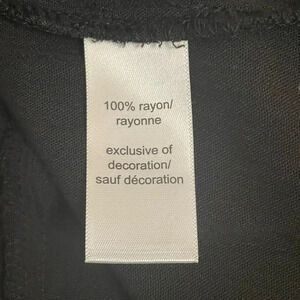 100% rayon/
rayonne
exclusive of
decoration/
sauf décoration